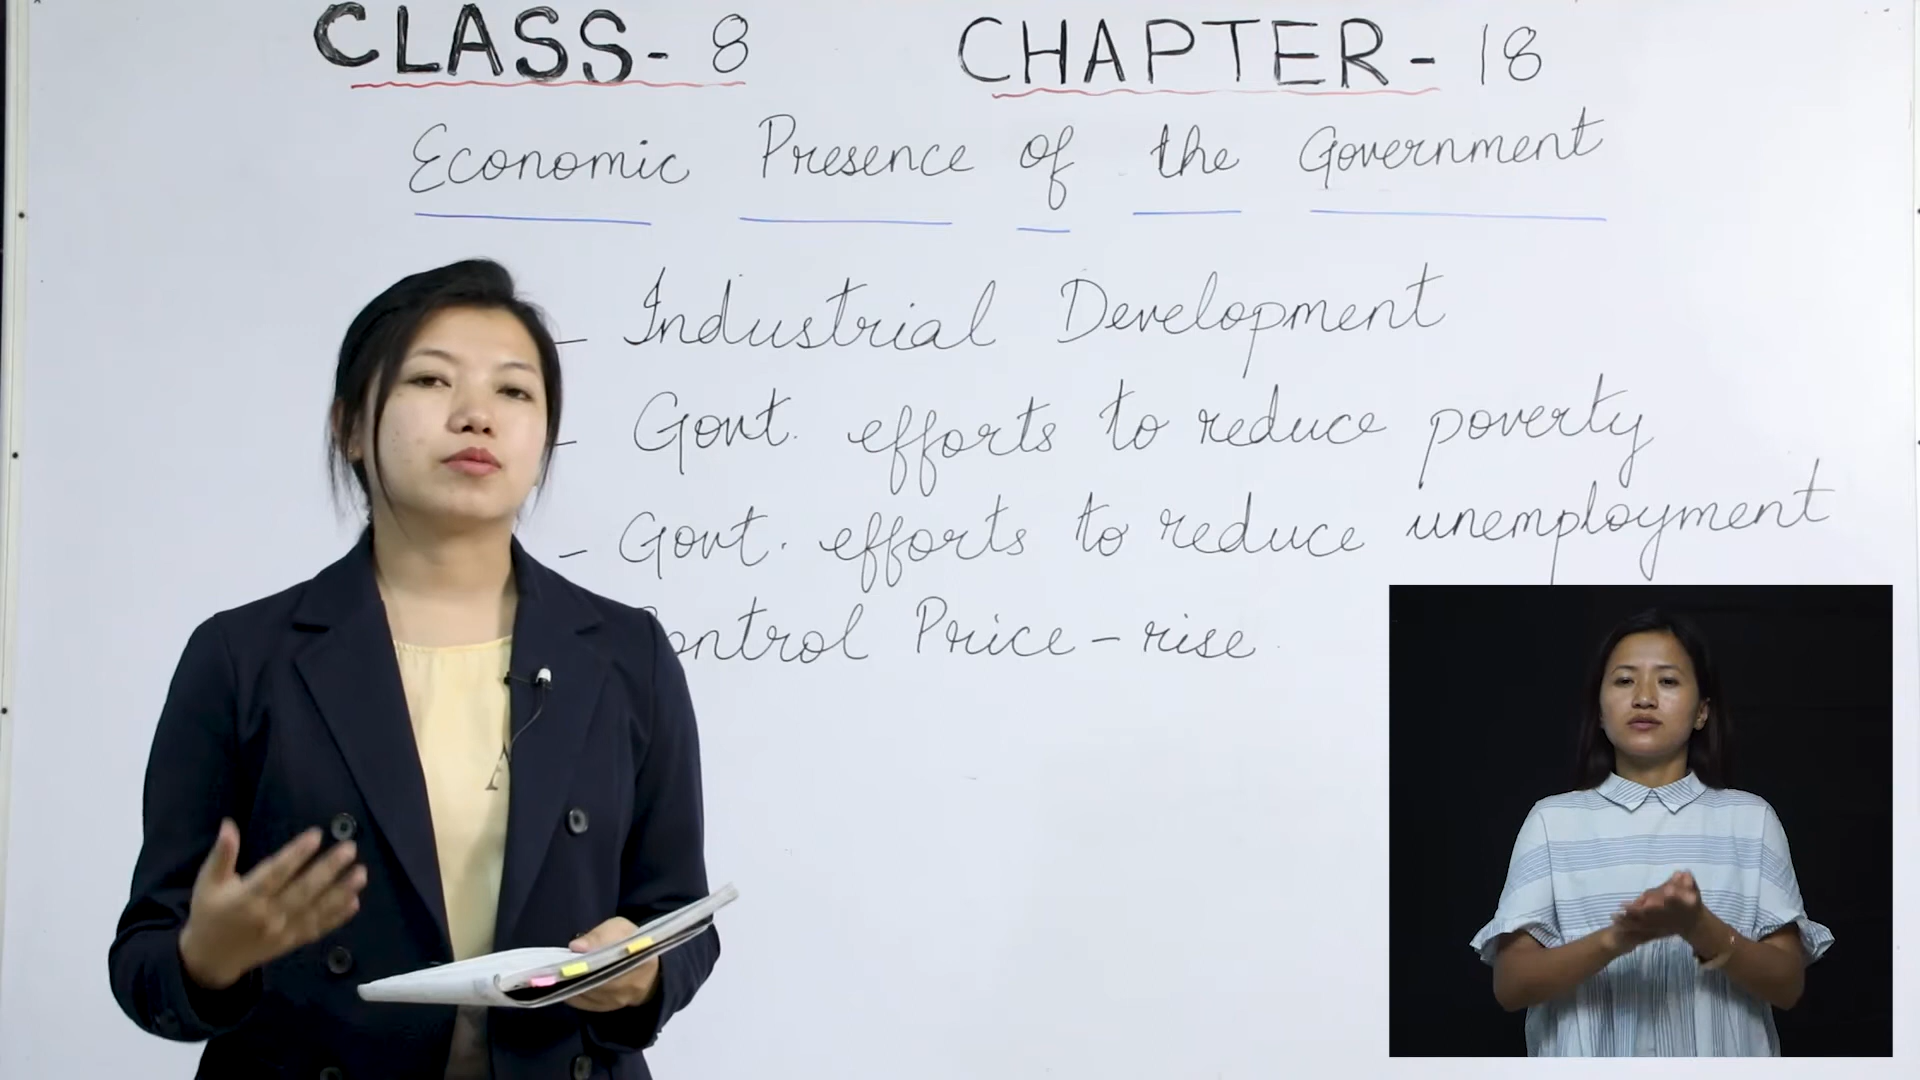 CLASS- 8 CHAPTER - 18
Economic Presence of the Government
- Industrial Development
- Govt. efforts to reduce poverty
- Govt. efforts to reduce unemployment
Control Price-rise